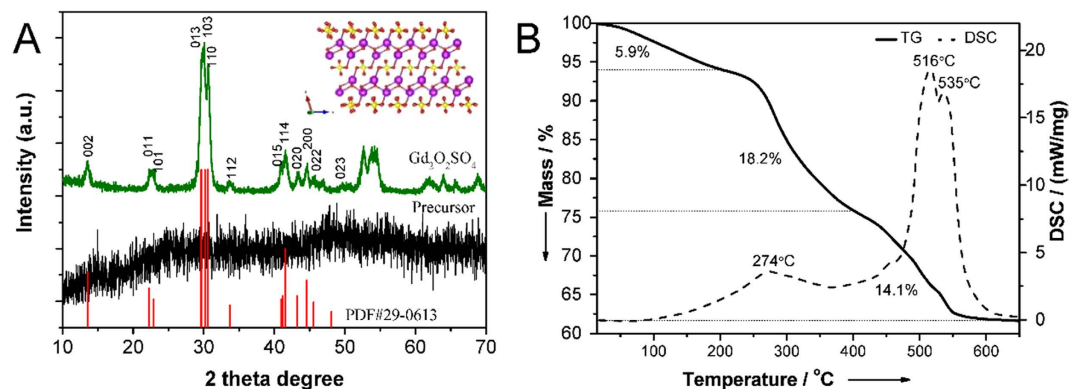 A
Intensity (a.u.)
002
011
101
013
103
110
112
015
114
020
200
022
023
Gd₂O₂SO₄
Precursor
PDF#29-0613
10 20 30 40 50 60 70
2 theta degree
B
TG DSC
100
95
90
85
80
75
70
65
60
Mass / %
5.9%
18.2%
14.1%
274°C
516°C
535°C
20
15
10
5
0
DSC / (mW/mg)
100 200 300 400 500 600
Temperature / °C